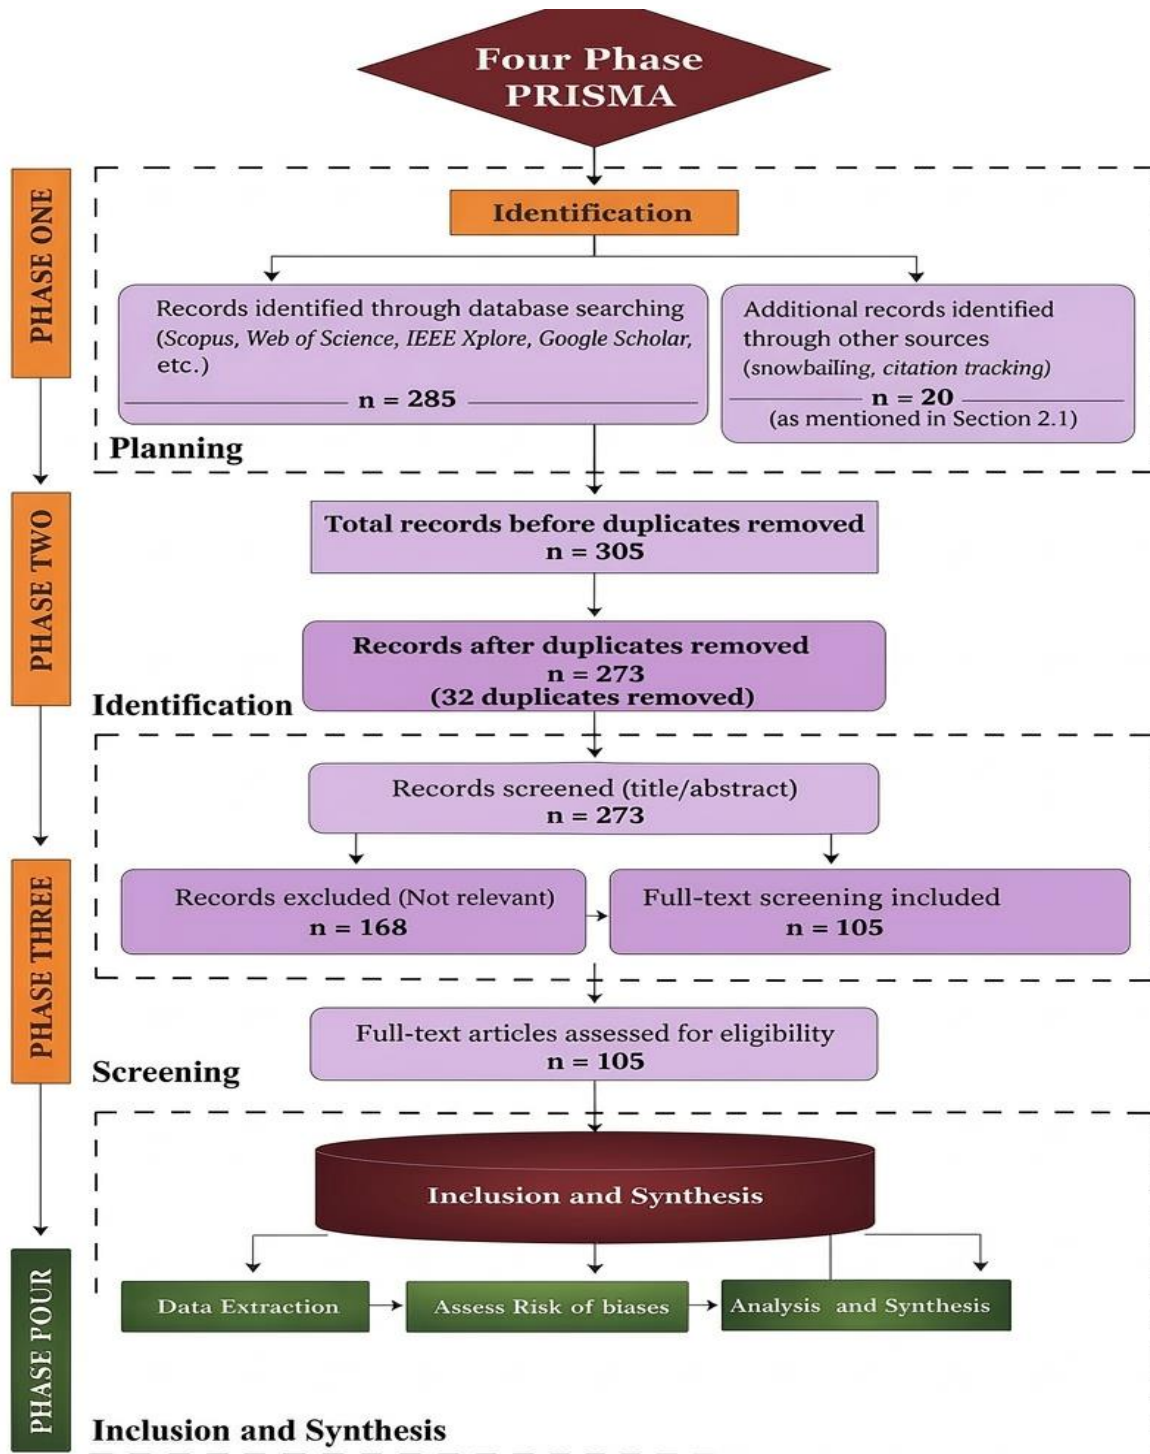 Four Phase
PRISMA
PHASE ONE
Identification
Records identified through database searching
(Scopus, Web of Science, IEEE Xplore, Google Scholar,
etc.)
n = 285
Additional records identified
through other sources
(snowbailing, citation tracking)
n = 20
(as mentioned in Section 2.1)
Planning
PHASE TWO
Total records before duplicates removed
n = 305
Records after duplicates removed
n = 273
(32 duplicates removed)
Identification
PHASE THREE
Records screened (title/abstract)
n = 273
Records excluded (Not relevant)
n = 168
Full-text screening included
n = 105
Full-text articles assessed for eligibility
n = 105
Screening
PHASE POUR
Inclusion and Synthesis
Data Extraction
Assess Risk of biases
Analysis and Synthesis
Inclusion and Synthesis